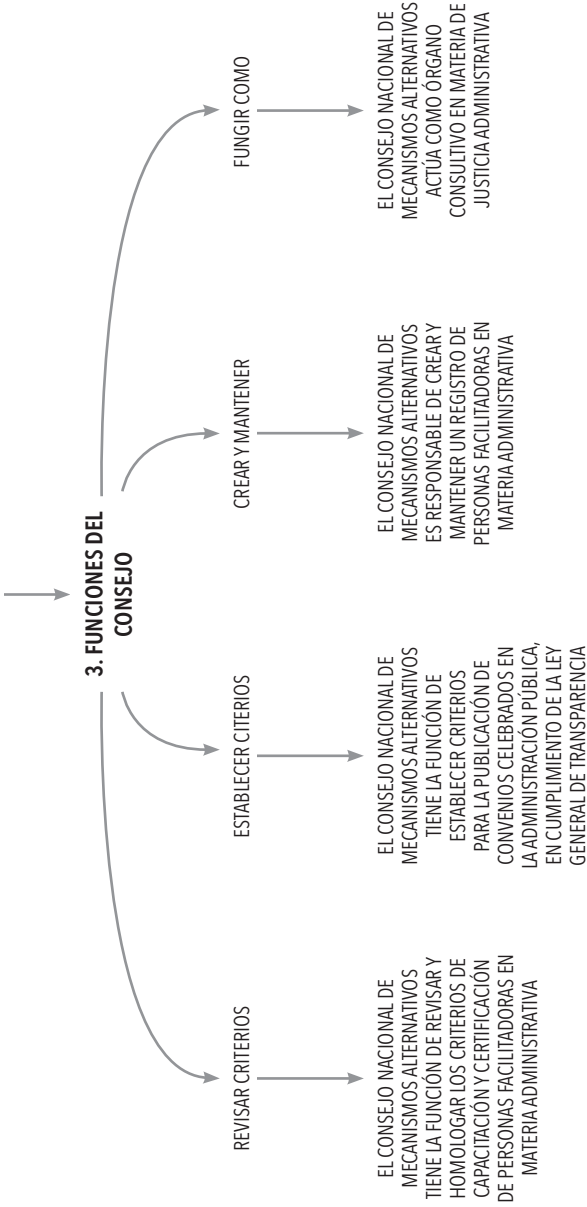 3. FUNCIONES DEL
CONSEJO
REVISAR CRITERIOS
EL CONSEJO NACIONAL DE
MECANISMOS ALTERNATIVOS
TIENE LA FUNCIÓN DE REVISAR Y
HOMOLOGAR LOS CRITERIOS DE
CAPACITACIÓN Y CERTIFICACIÓN
DE PERSONAS FACILITADORAS EN
MATERIA ADMINISTRATIVA
ESTABLECER CITERIOS
EL CONSEJO NACIONAL DE
MECANISMOS ALTERNATIVOS
TIENE LA FUNCIÓN DE
ESTABLECER CRITERIOS
PARA LA PUBLICACIÓN DE
CONVENIOS CELEBRADOS EN
LA ADMINISTRACIÓN PÚBLICA,
EN CUMPLIMIENTO DE LA LEY
GENERAL DE TRANSPARENCIA
CREAR Y MANTENER
EL CONSEJO NACIONAL DE
MECANISMOS ALTERNATIVOS
ES RESPONSABLE DE CREAR Y
MANTENER UN REGISTRO DE
PERSONAS FACILITADORAS EN
MATERIA ADMINISTRATIVA
FUNGIR COMO
EL CONSEJO NACIONAL DE
MECANISMOS ALTERNATIVOS
ACTÚA COMO ÓRGANO
CONSULTIVO EN MATERIA DE
JUSTICIA ADMINISTRATIVA